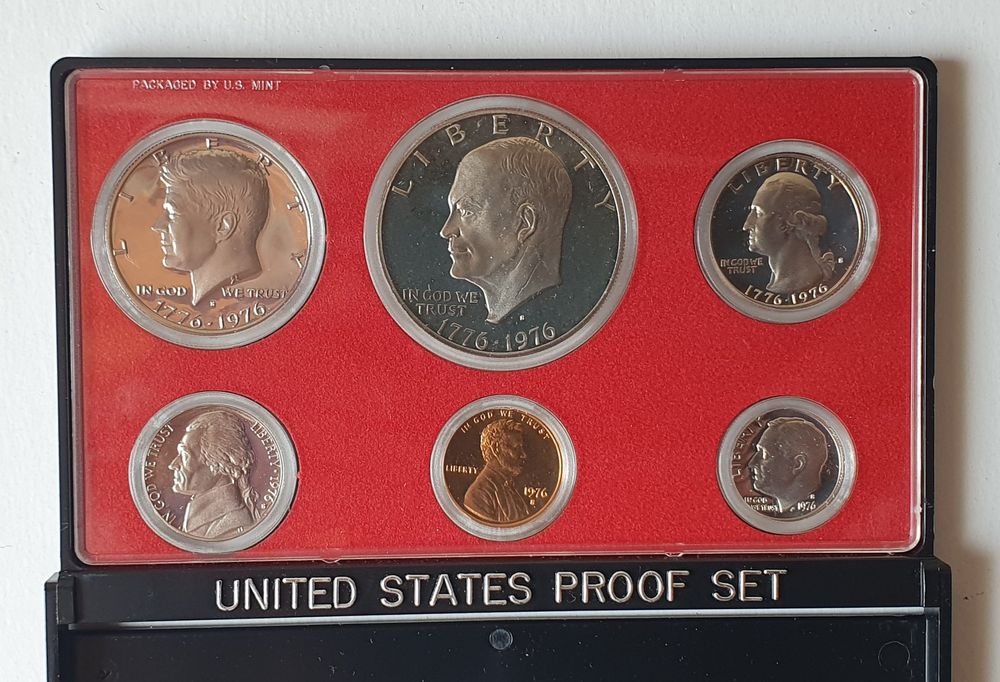 PACKAGED BY U.S. MINT
LIBERTY
IN GOD WE TRUST
S
1776·1976
LIBERTY
IN GOD WE
TRUST
S
1776·1976
LIBERTY
IN GOD WE
TRUST
S
1776·1976
IN GOD WE TRUST
LIBERTY·1976
S
IN GOD WE TRUST
LIBERTY
1976
S
LIBERTY
IN GOD
WE TRUST
S
1976
UNITED STATES PROOF SET